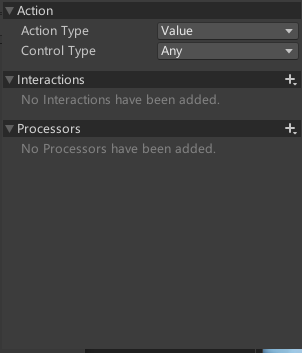 Action
Action Type Value
Control Type Any
Interactions
No Interactions have been added.
Processors
No Processors have been added.